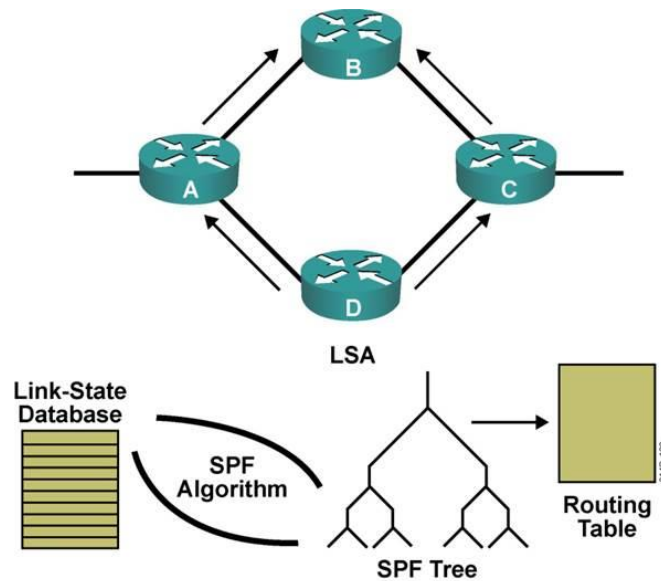 B
A
C
D
LSA
Link-State
Database
SPF
Algorithm
SPF Tree
Routing
Table